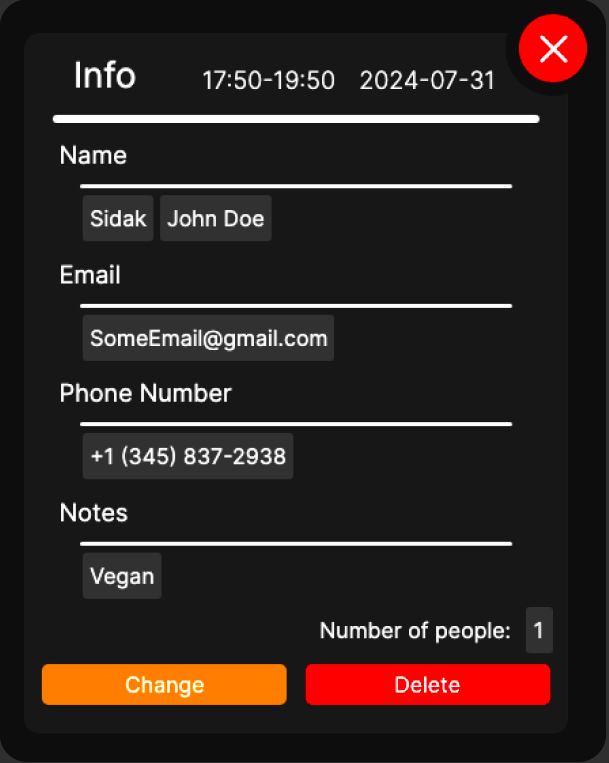 Info 17:50-19:50 2024-07-31
Name
Sidak John Doe
Email
SomeEmail@gmail.com
Phone Number
+1 (345) 837-2938
Notes
Vegan
Number of people: 1
Change Delete